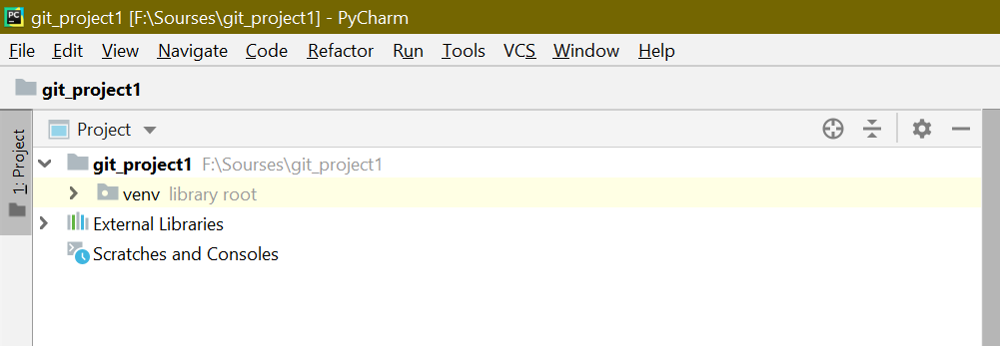 PC git_project1 [F:\Sourses\git_project1] - PyCharm
File Edit View Navigate Code Refactor Run Tools VCS Window Help
git_project1
1: Project
Project
git_project1 F:\Sourses\git_project1
venv library root
External Libraries
Scratches and Consoles